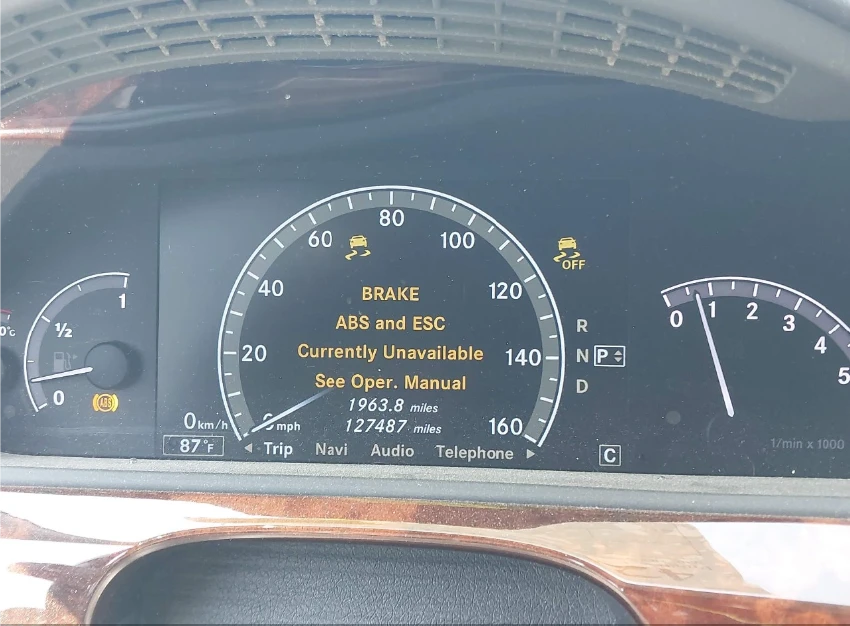 80
60
100
OFF
40
BRAKE
120
1
ABS and ESC
R
0 1 2 3 4 5
1/2
20
Currently Unavailable
140
N P
0
ABS
See Oper. Manual
D
1963.8 miles
0 km/h
0 mph
127487 miles
160
1/min x 1000
87°F
Trip Navi Audio Telephone
C